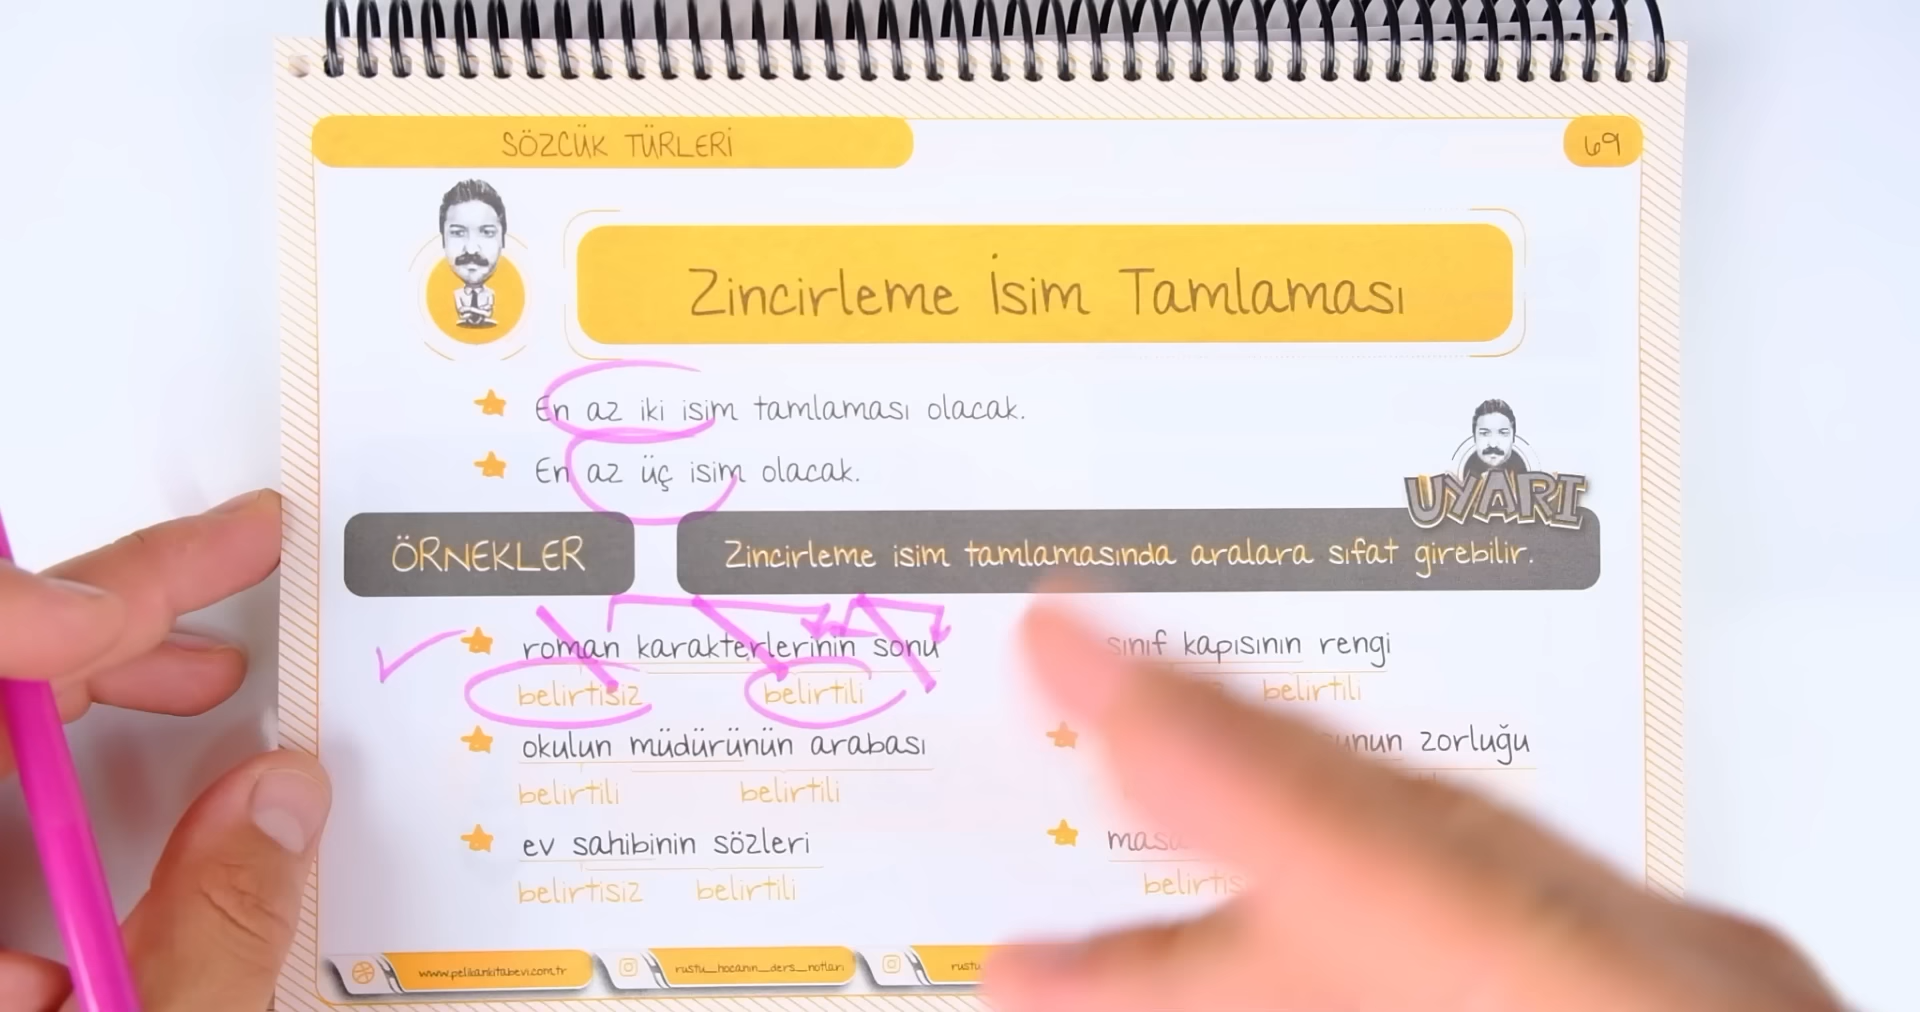 SÖZCÜK TÜRLERİ
69
Zincirleme İsim Tamlaması
En az iki isim tamlaması olacak.
En az üç isim olacak.
UYARI
ÖRNEKLER
Zincirleme isim tamlamasında aralara sıfat girebilir.
roman karakterlerinin sonu
belirtisiz belirtili
okulun müdürünün arabası
belirtili belirtili
ev sahibinin sözleri
belirtisiz belirtili
sınıf kapısının rengi
belirtili
zorluğu
www.pelikankitabevi.com.tr
rustu_hocanin_ders_notlari